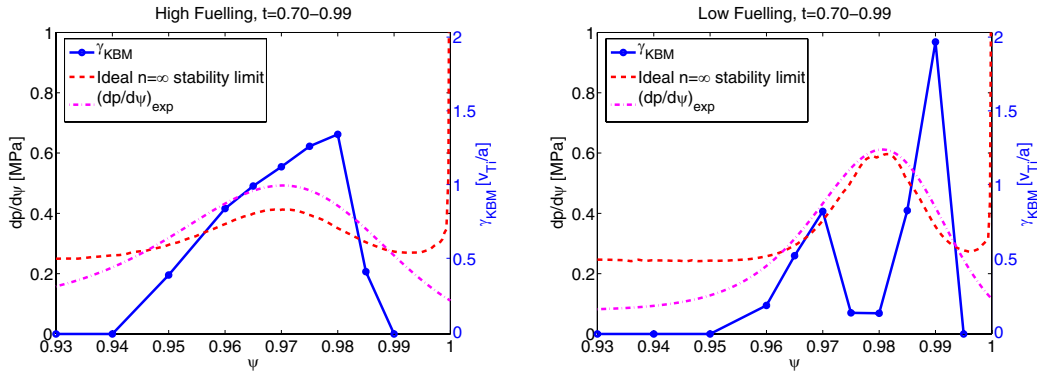 High Fuelling, t=0.70−0.99
γKBM
Ideal n=∞ stability limit
(dp/dψ)exp
dp/dψ [MPa]
0
0.2
0.4
0.6
0.8
1
0.93
0.94
0.95
0.96
0.97
0.98
0.99
1
ψ
0
0.5
1
1.5
2
γKBM [vTi/a]
Low Fuelling, t=0.70−0.99
γKBM
Ideal n=∞ stability limit
(dp/dψ)exp
dp/dψ [MPa]
0
0.2
0.4
0.6
0.8
1
0.93
0.94
0.95
0.96
0.97
0.98
0.99
1
ψ
0
0.5
1
1.5
2
γKBM [vTi/a]